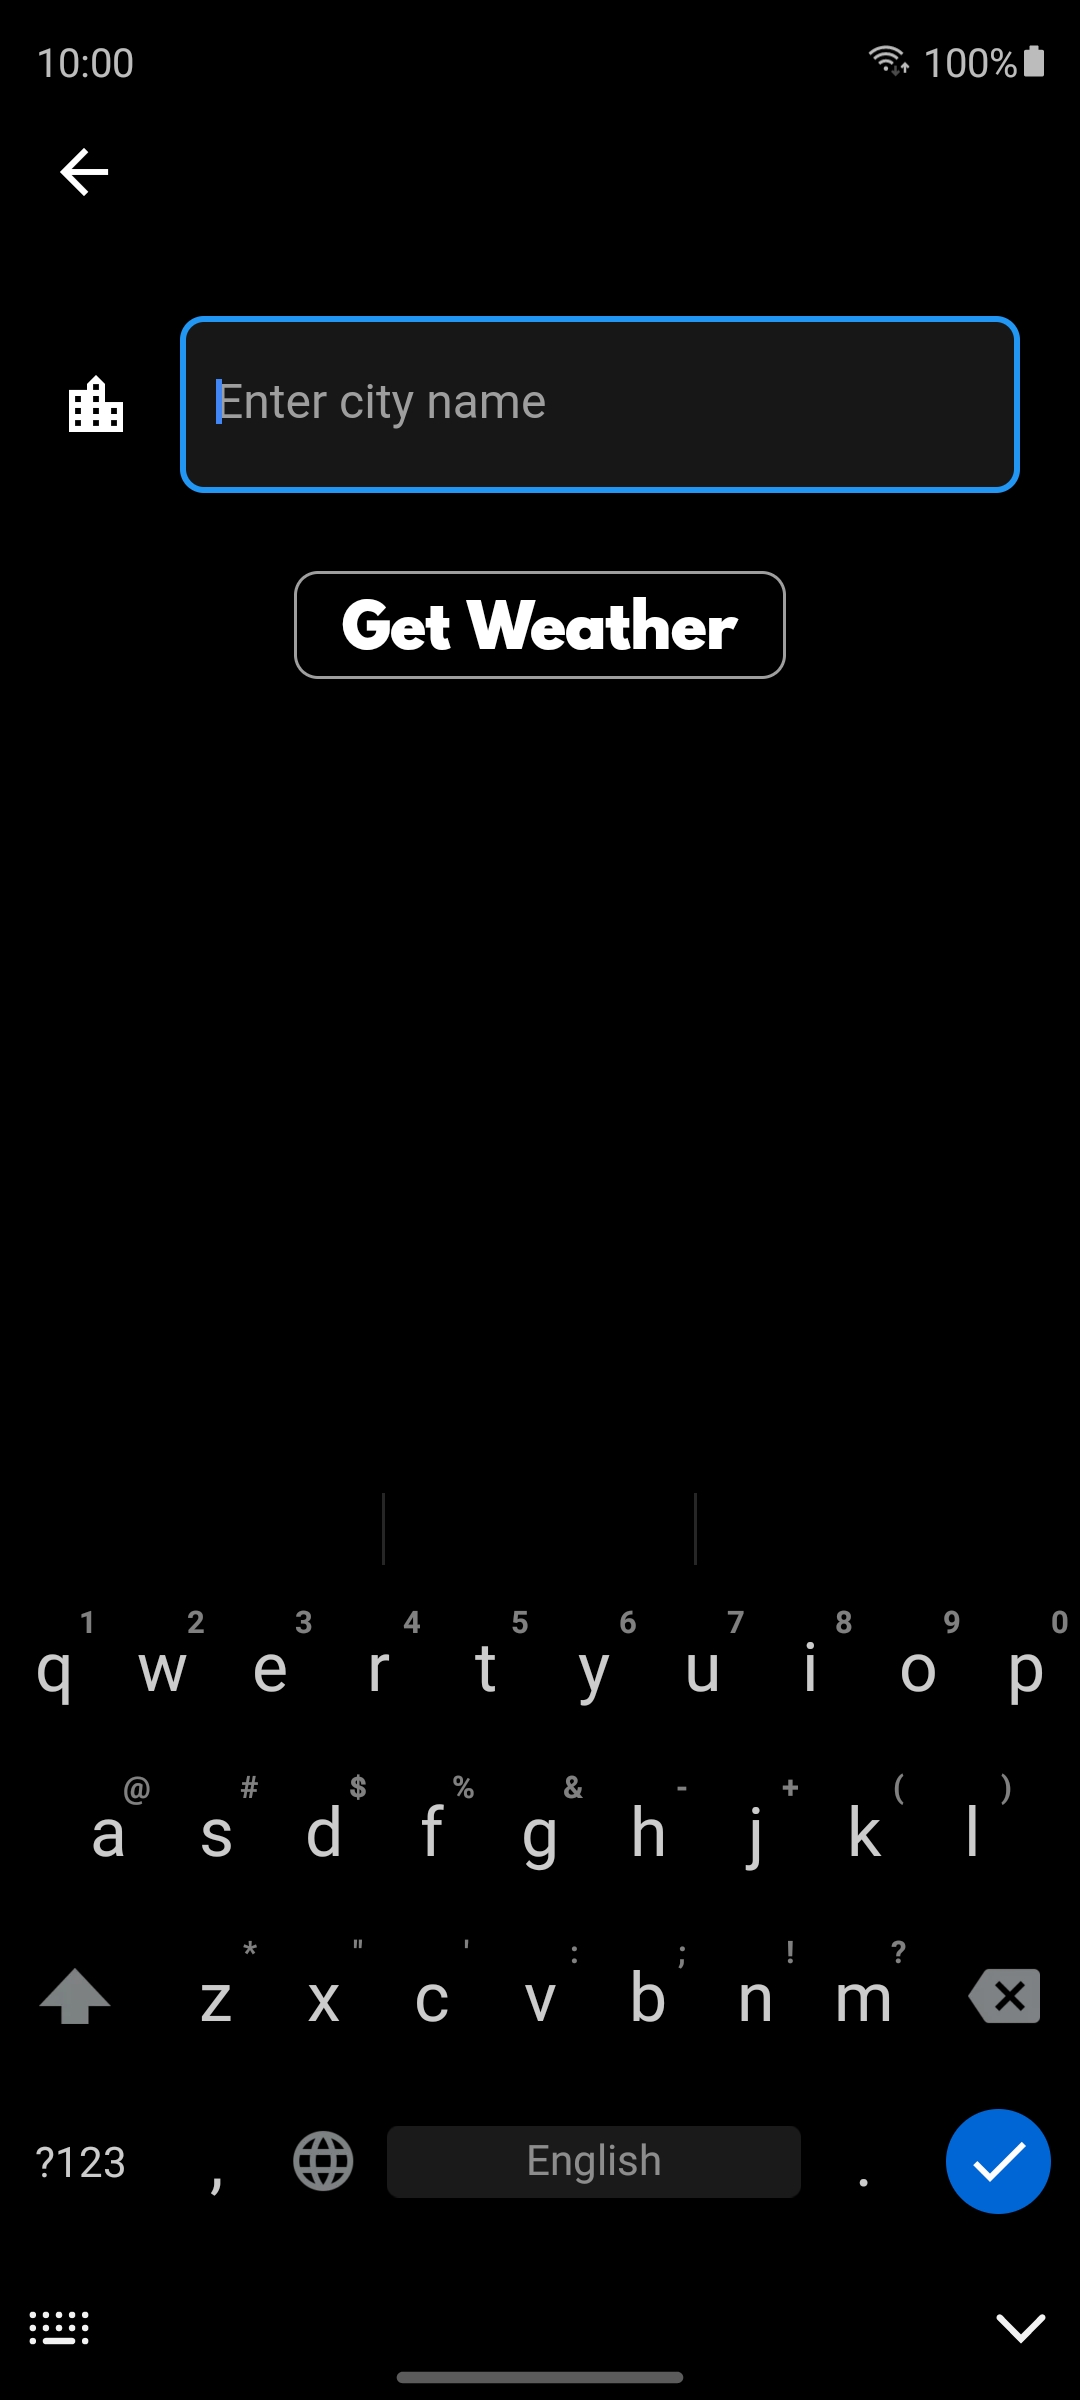 10:00 100%
Enter city name
Get Weather
1 2 3 4 5 6 7 8 9 0
q w e r t y u i o p
@ # $ % & - + ( )
a s d f g h j k l
* " ' : ; ! ?
z x c v b n m
?123 , English .